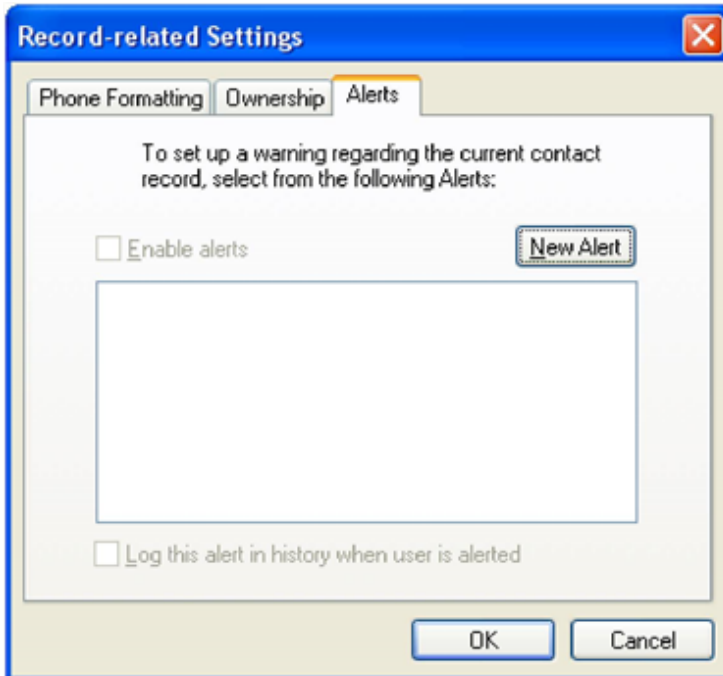 Record-related Settings
Phone Formatting Ownership Alerts
To set up a warning regarding the current contact
record, select from the following Alerts:
Enable alerts New Alert
Log this alert in history when user is alerted
OK Cancel